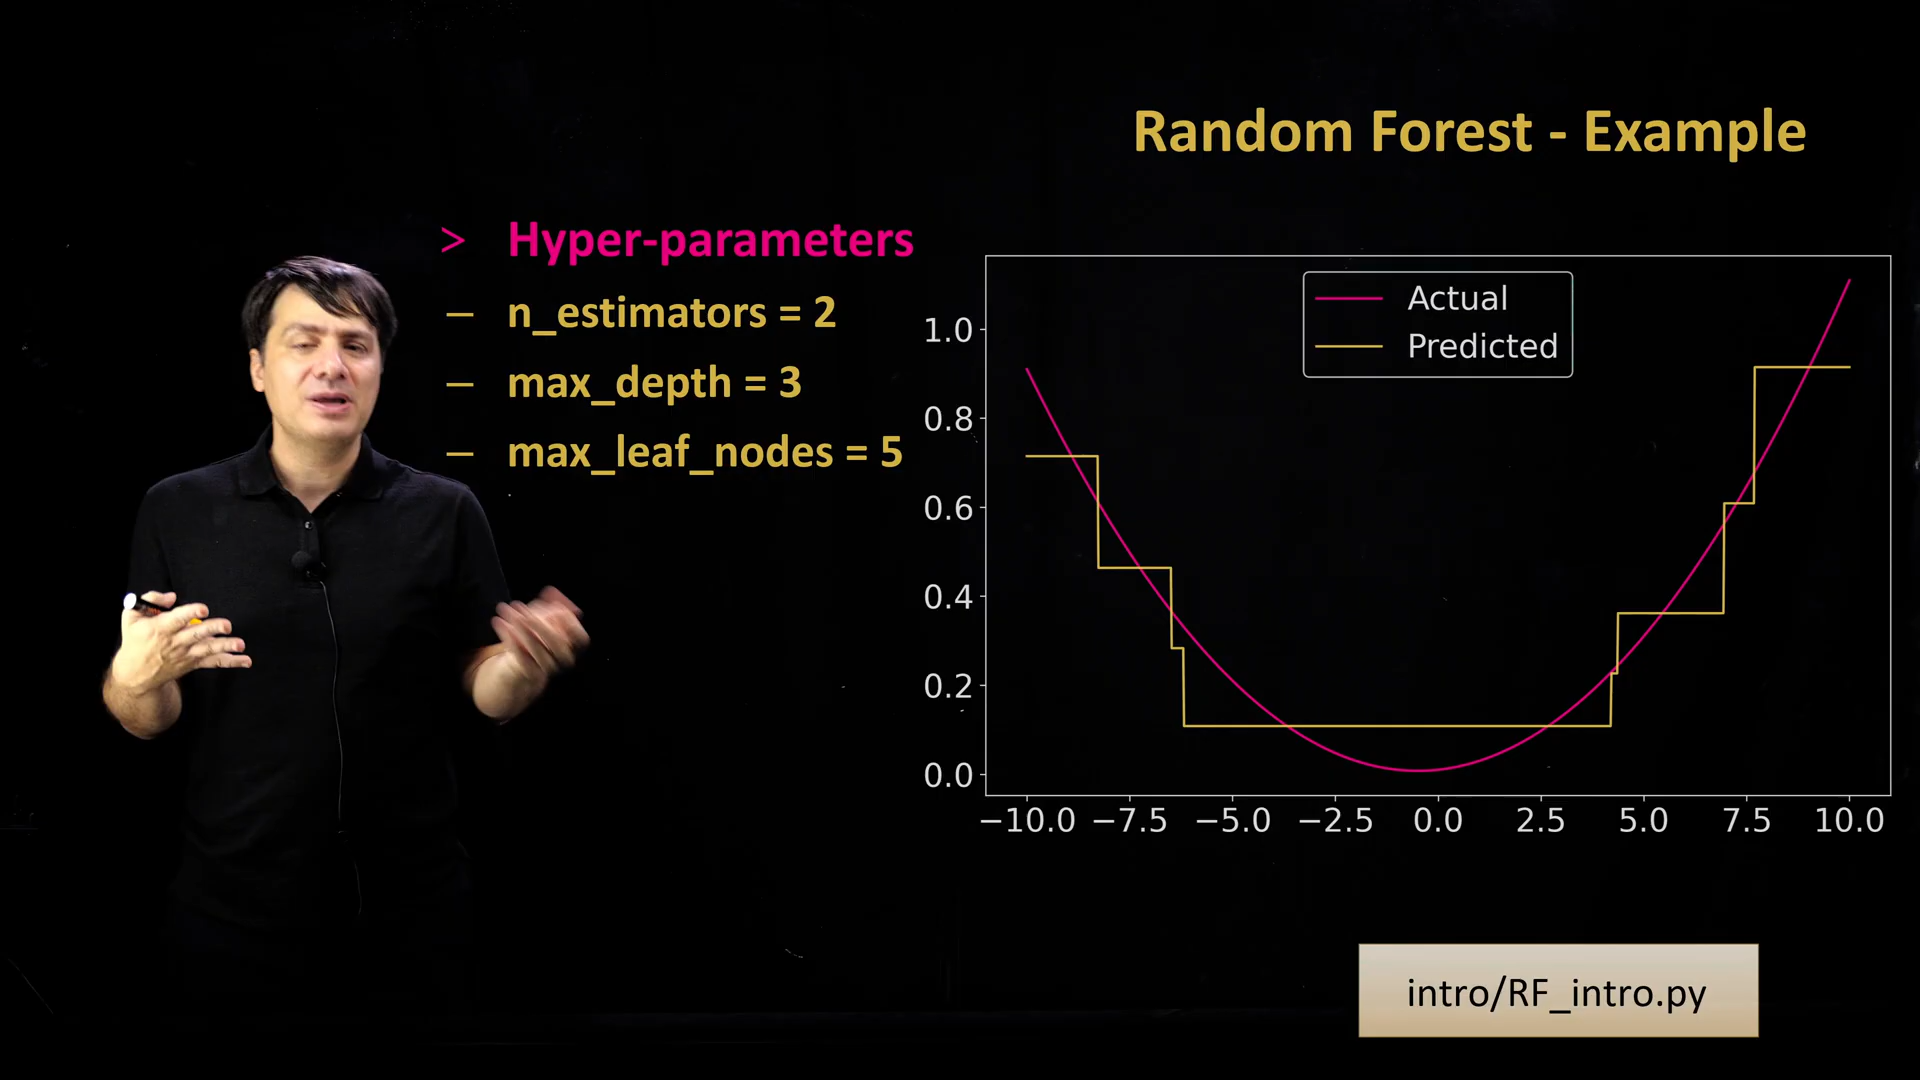 Random Forest - Example
> Hyper-parameters
– n_estimators = 2
– max_depth = 3
– max_leaf_nodes = 5
Actual
Predicted
1.0
0.8
0.6
0.4
0.2
0.0
−10.0 −7.5 −5.0 −2.5 0.0 2.5 5.0 7.5 10.0
intro/RF_intro.py